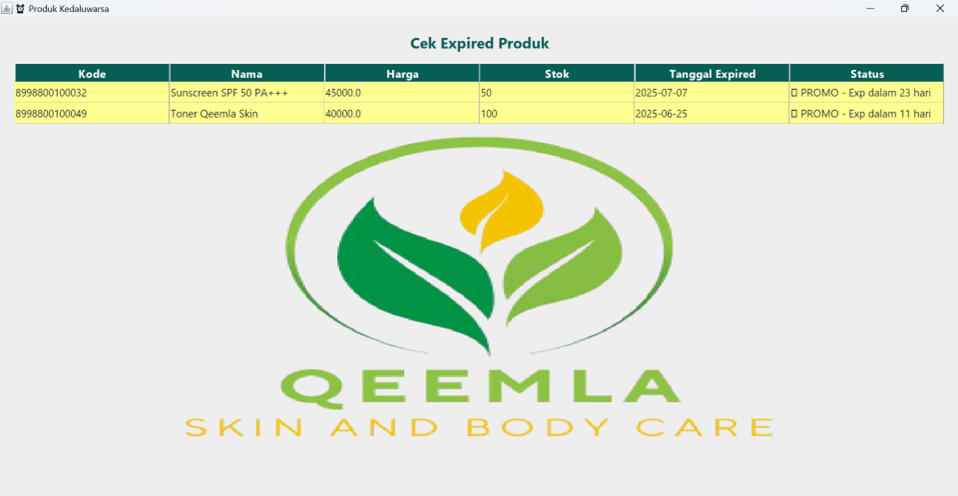 Produk Kedaluwarsa
Cek Expired Produk
Kode Nama Harga Stok Tanggal Expired Status
8998800100032 Sunscreen SPF 50 PA+++ 45000.0 50 2025-07-07 PROMO - Exp dalam 23 hari
8998800100049 Toner Qeemla Skin 40000.0 100 2025-06-25 PROMO - Exp dalam 11 hari
QEEMLA
SKIN AND BODY CARE